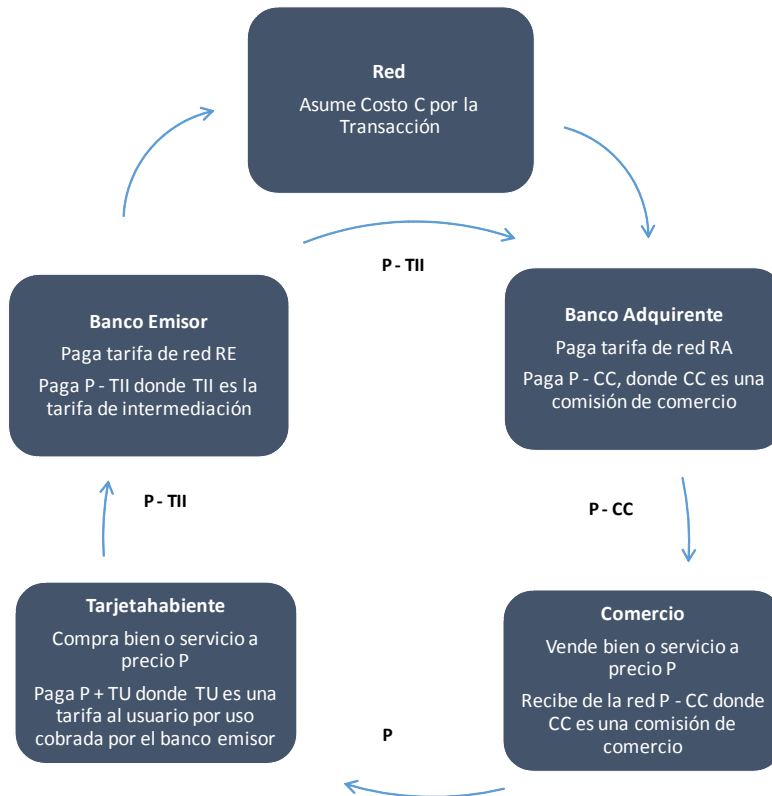 Red
Asume Costo C por la
Transacción
P - TII
Banco Emisor
Paga tarifa de red RE
Paga P - TII donde TII es la
tarifa de intermediación
Banco Adquirente
Paga tarifa de red RA
Paga P - CC, donde CC es una
comisión de comercio
P - TII
P - CC
Tarjetahabiente
Compra bien o servicio a
precio P
Paga P + TU donde TU es una
tarifa al usuario por uso
cobrada por el banco emisor
Comercio
Vende bien o servicio a
precio P
Recibe de la red P - CC donde
CC es una comisión de
comercio
P